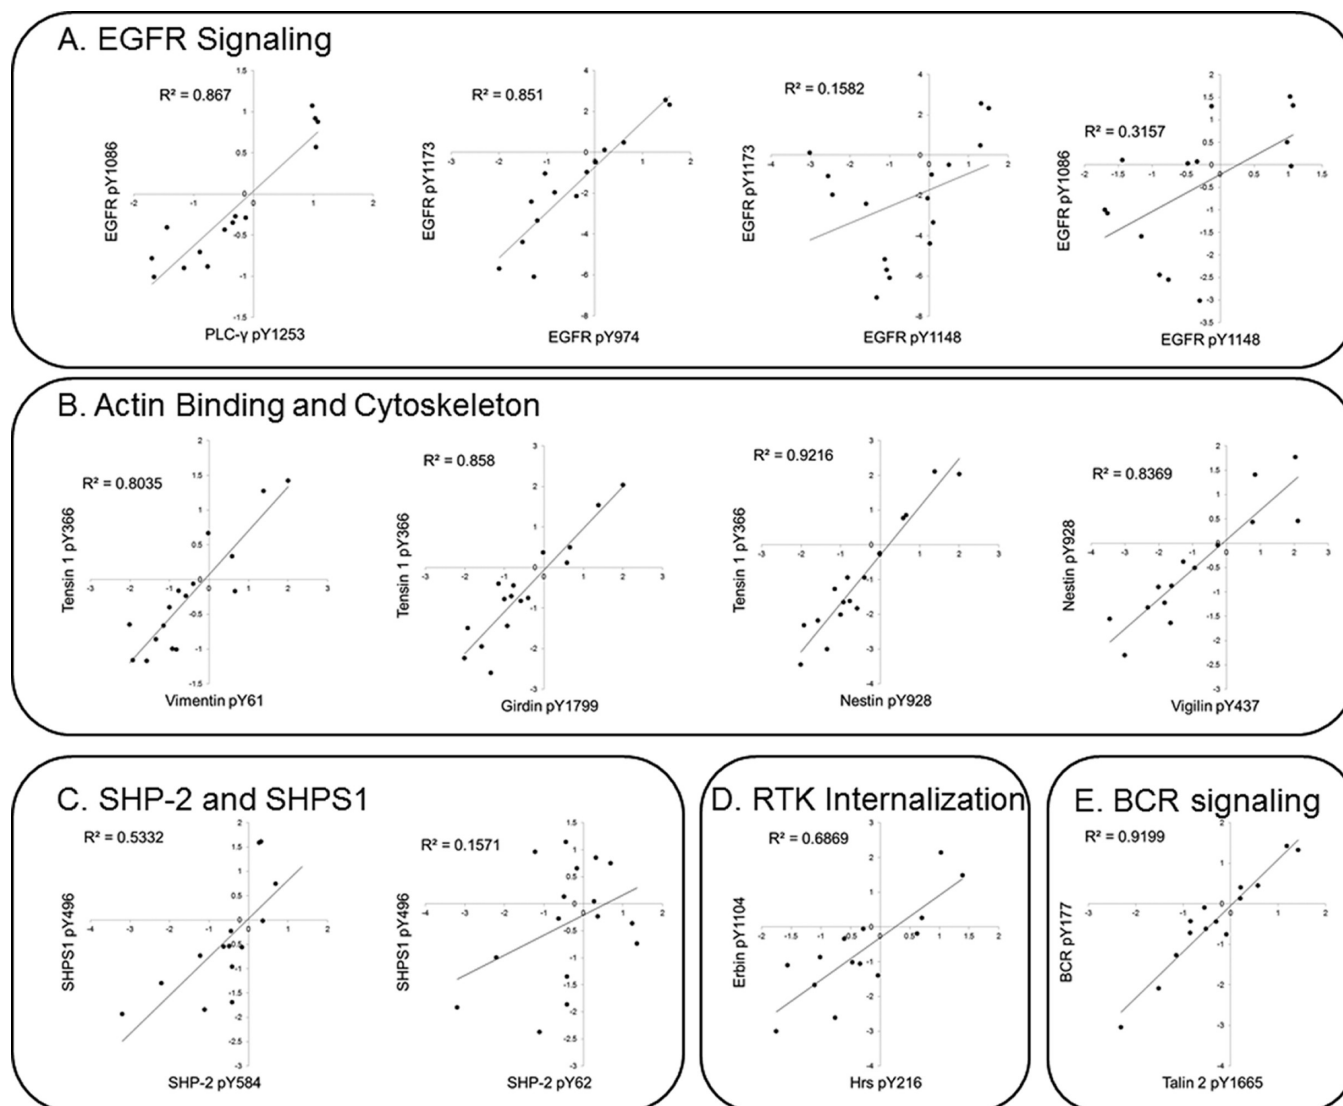 A. EGFR Signaling
R² = 0.867
EGFR pY1086
PLC-γ pY1253
R² = 0.851
EGFR pY1173
EGFR pY974
R² = 0.1582
EGFR pY1173
EGFR pY1148
R² = 0.3157
EGFR pY1086
EGFR pY1148
B. Actin Binding and Cytoskeleton
R² = 0.8035
Tensin 1 pY366
Vimentin pY61
R² = 0.858
Tensin 1 pY366
Girdin pY1799
R² = 0.9216
Tensin 1 pY366
Nestin pY928
R² = 0.8369
Nestin pY928
Vigilin pY437
C. SHP-2 and SHPS1
R² = 0.5332
SHPS1 pY496
SHP-2 pY584
R² = 0.1571
SHPS1 pY496
SHP-2 pY62
D. RTK Internalization
R² = 0.6869
Erbin pY1104
Hrs pY216
E. BCR signaling
R² = 0.9199
BCR pY177
Talin 2 pY1665